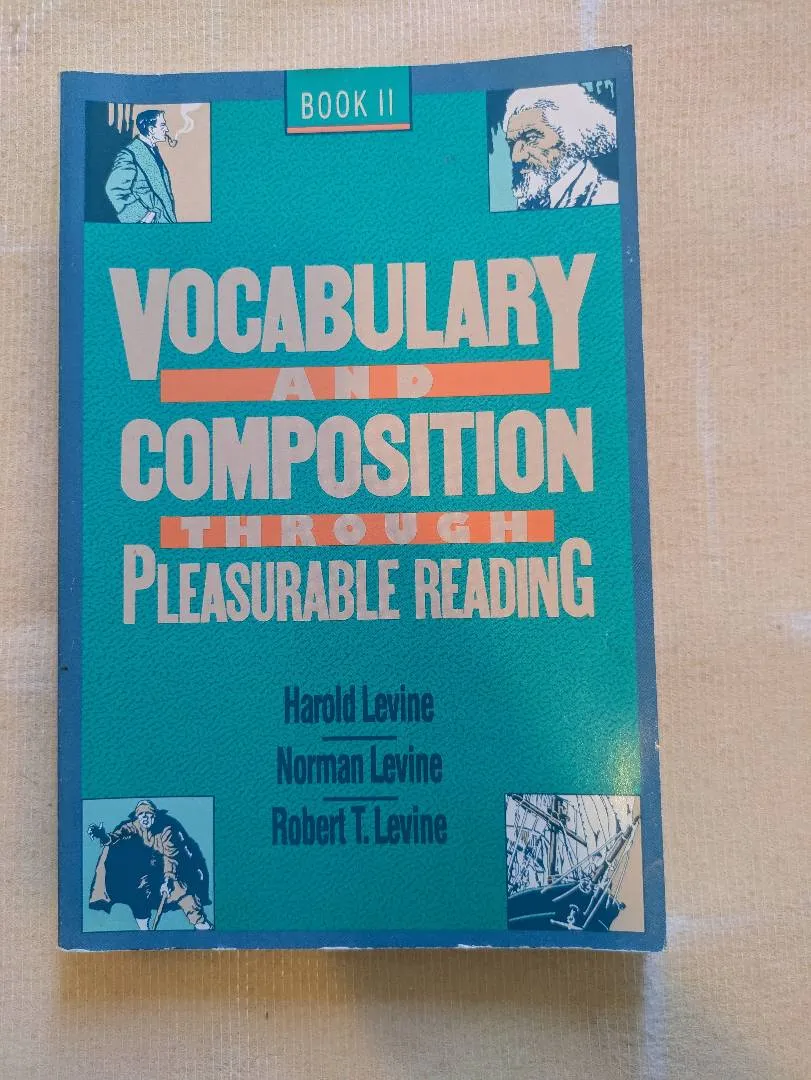 BOOK II
VOCABULARY
AND
COMPOSITION
THROUGH
PLEASURABLE READING
Harold Levine
Norman Levine
Robert T. Levine